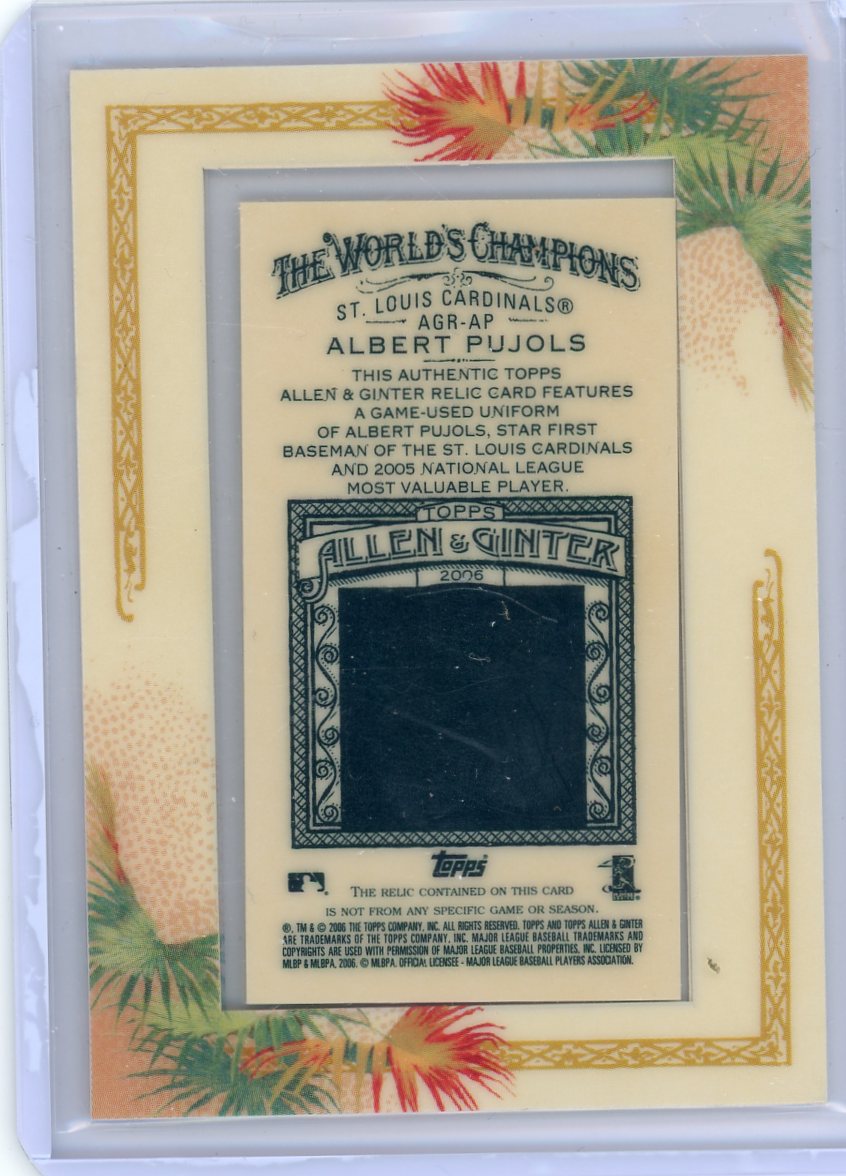 THE WORLD'S CHAMPIONS
ST. LOUIS CARDINALS®
AGR-AP
ALBERT PUJOLS
THIS AUTHENTIC TOPPS
ALLEN & GINTER RELIC CARD FEATURES
A GAME-USED UNIFORM
OF ALBERT PUJOLS, STAR FIRST
BASEMAN OF THE ST. LOUIS CARDINALS
AND 2005 NATIONAL LEAGUE
MOST VALUABLE PLAYER.
TOPPS
ALLEN & GINTER
2006
Topps
THE RELIC CONTAINED ON THIS CARD
IS NOT FROM ANY SPECIFIC GAME OR SEASON.
®, TM & © 2006 THE TOPPS COMPANY, INC. ALL RIGHTS RESERVED. TOPPS AND TOPPS ALLEN & GINTER
ARE TRADEMARKS OF THE TOPPS COMPANY, INC. MAJOR LEAGUE BASEBALL TRADEMARKS AND
COPYRIGHTS ARE USED WITH PERMISSION OF MAJOR LEAGUE BASEBALL PROPERTIES, INC. LICENSED BY
MLBP & MLBPA, 2006. © MLBPA. OFFICIAL LICENSEE - MAJOR LEAGUE BASEBALL PLAYERS ASSOCIATION.